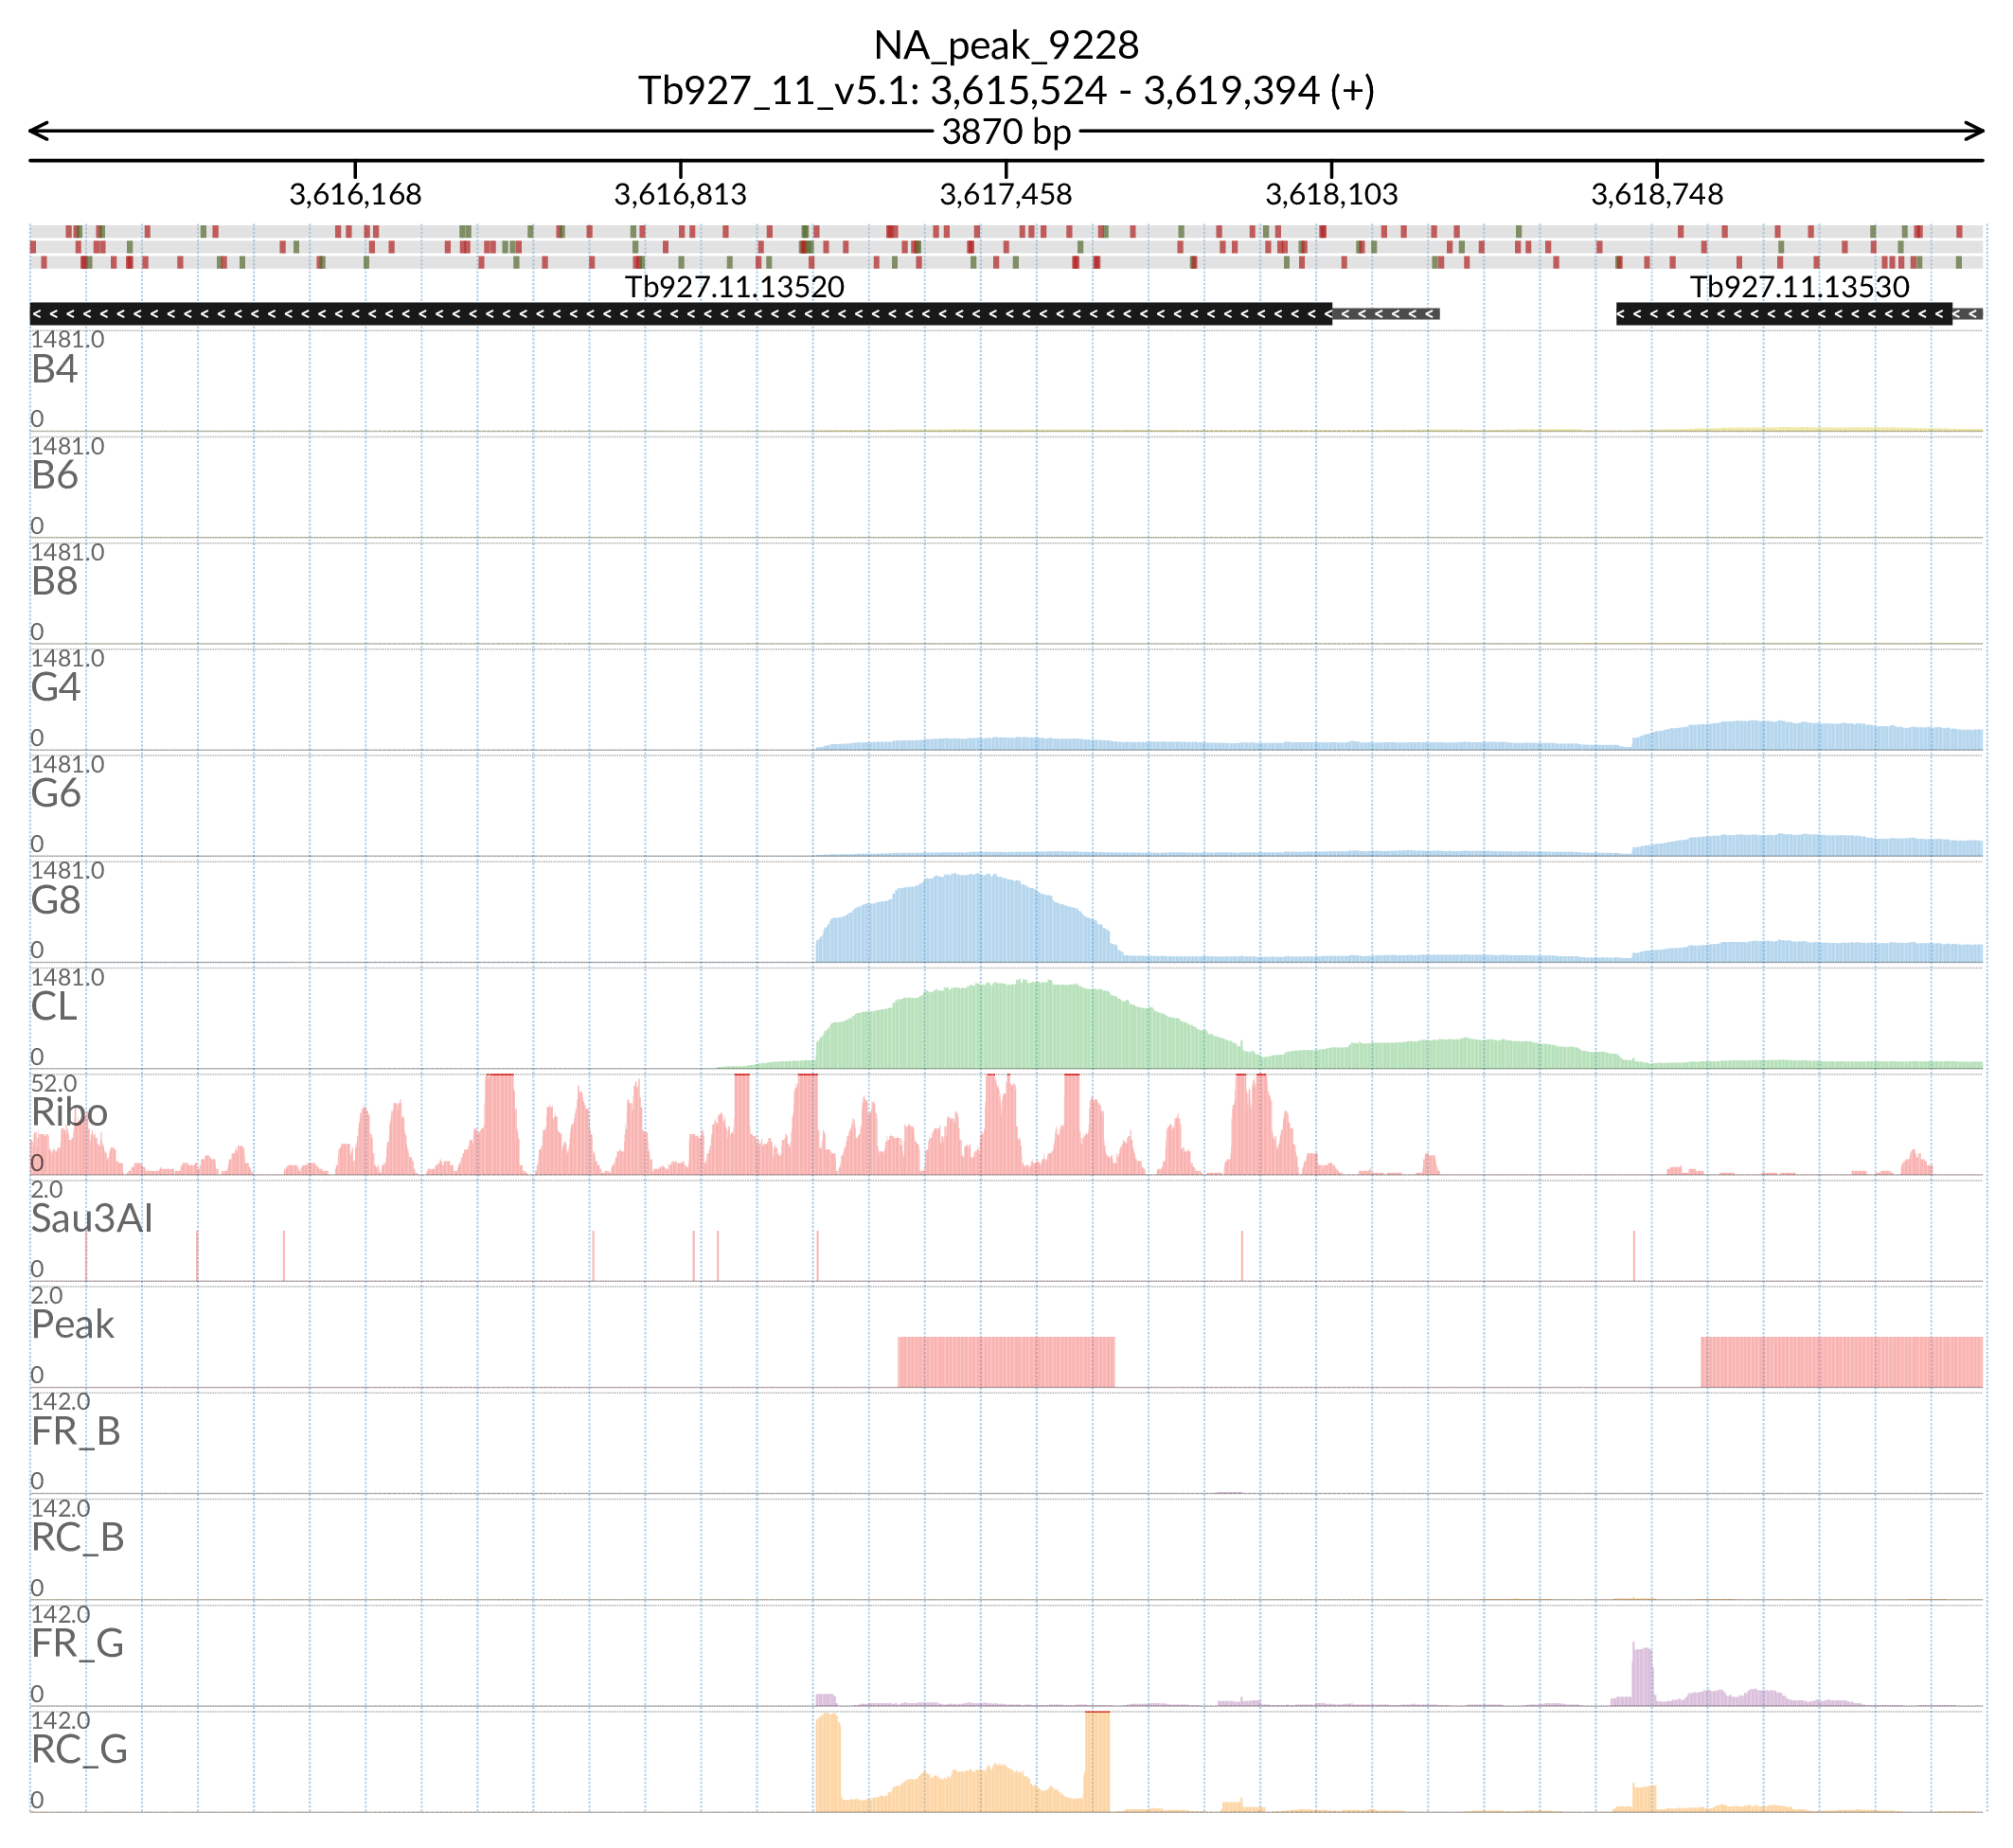 NA_peak_9228
Tb927_11_v5.1: 3,615,524 - 3,619,394 (+)
3870 bp
3,616,168 3,616,813 3,617,458 3,618,103 3,618,748
Tb927.11.13520 Tb927.11.13530
1481.0
B4
0
1481.0
B6
0
1481.0
B8
0
1481.0
G4
0
1481.0
G6
0
1481.0
G8
0
1481.0
CL
0
52.0
Ribo
0
2.0
Sau3AI
0
2.0
Peak
0
142.0
FR_B
0
142.0
RC_B
0
142.0
FR_G
0
142.0
RC_G
0